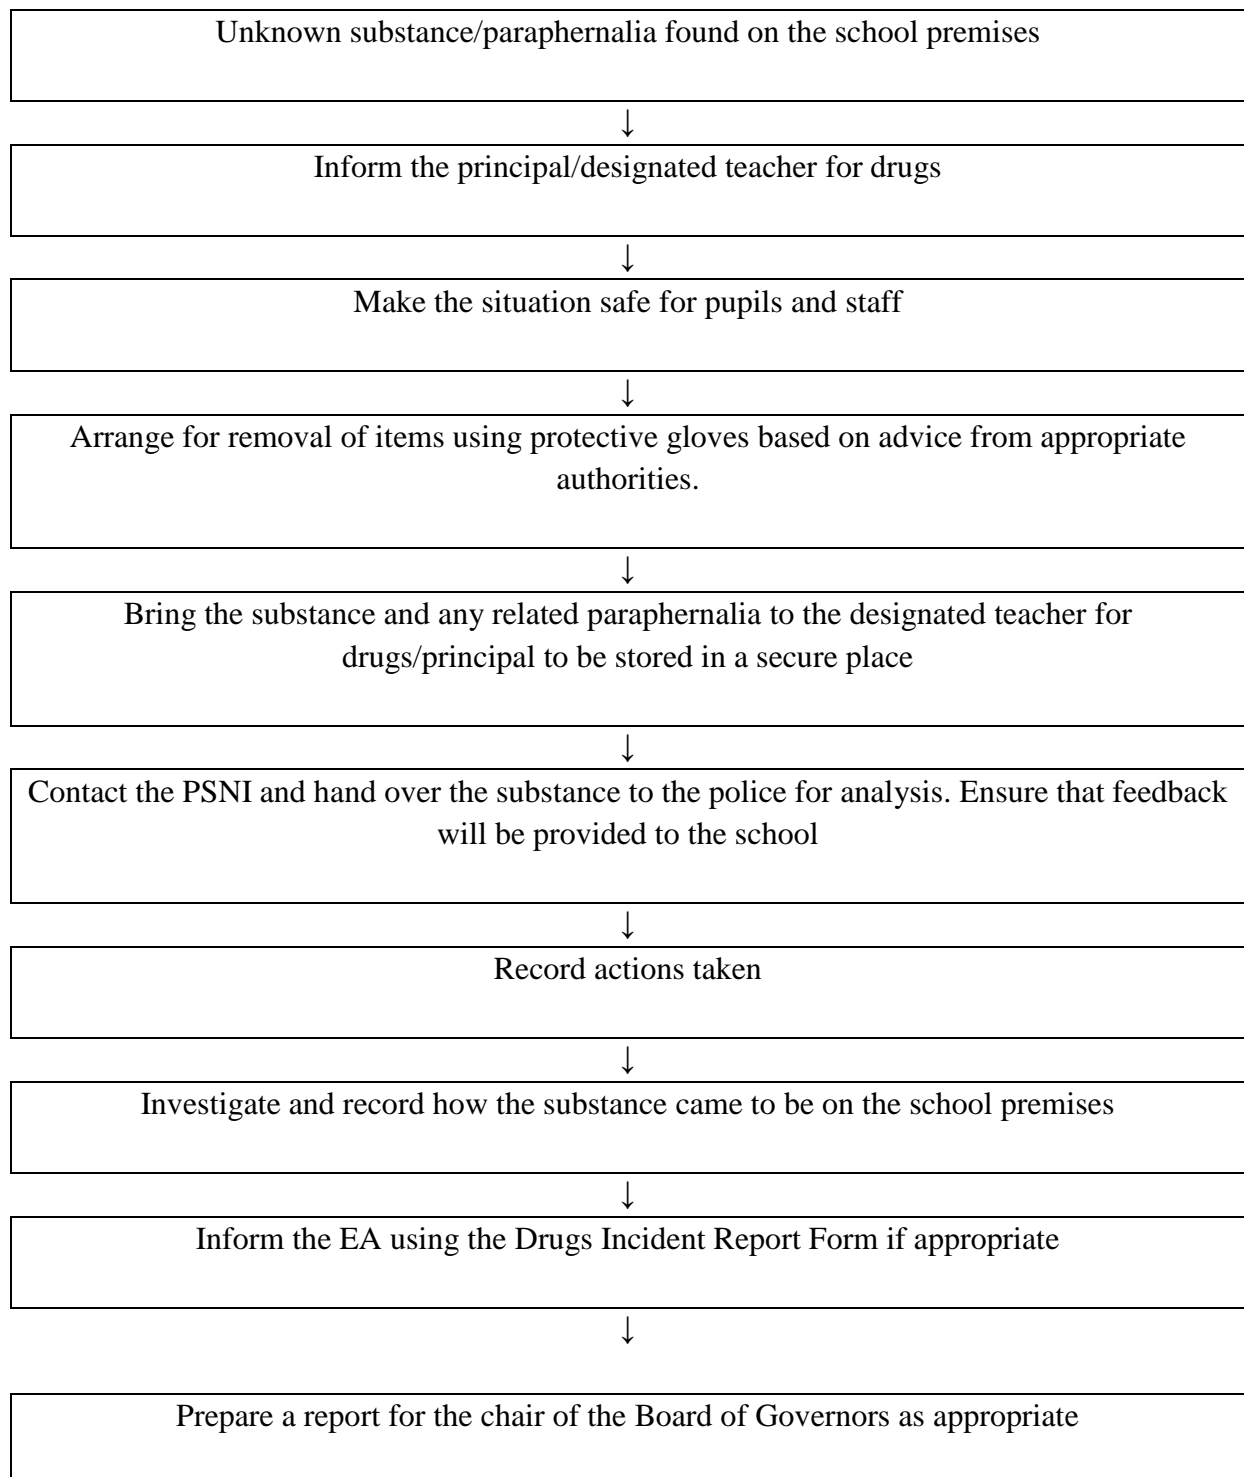 Unknown substance/paraphernalia found on the school premises
↓
Inform the principal/designated teacher for drugs
↓
Make the situation safe for pupils and staff
↓
Arrange for removal of items using protective gloves based on advice from appropriate
authorities.
↓
Bring the substance and any related paraphernalia to the designated teacher for
drugs/principal to be stored in a secure place
↓
Contact the PSNI and hand over the substance to the police for analysis. Ensure that feedback
will be provided to the school
↓
Record actions taken
↓
Investigate and record how the substance came to be on the school premises
↓
Inform the EA using the Drugs Incident Report Form if appropriate
↓
Prepare a report for the chair of the Board of Governors as appropriate